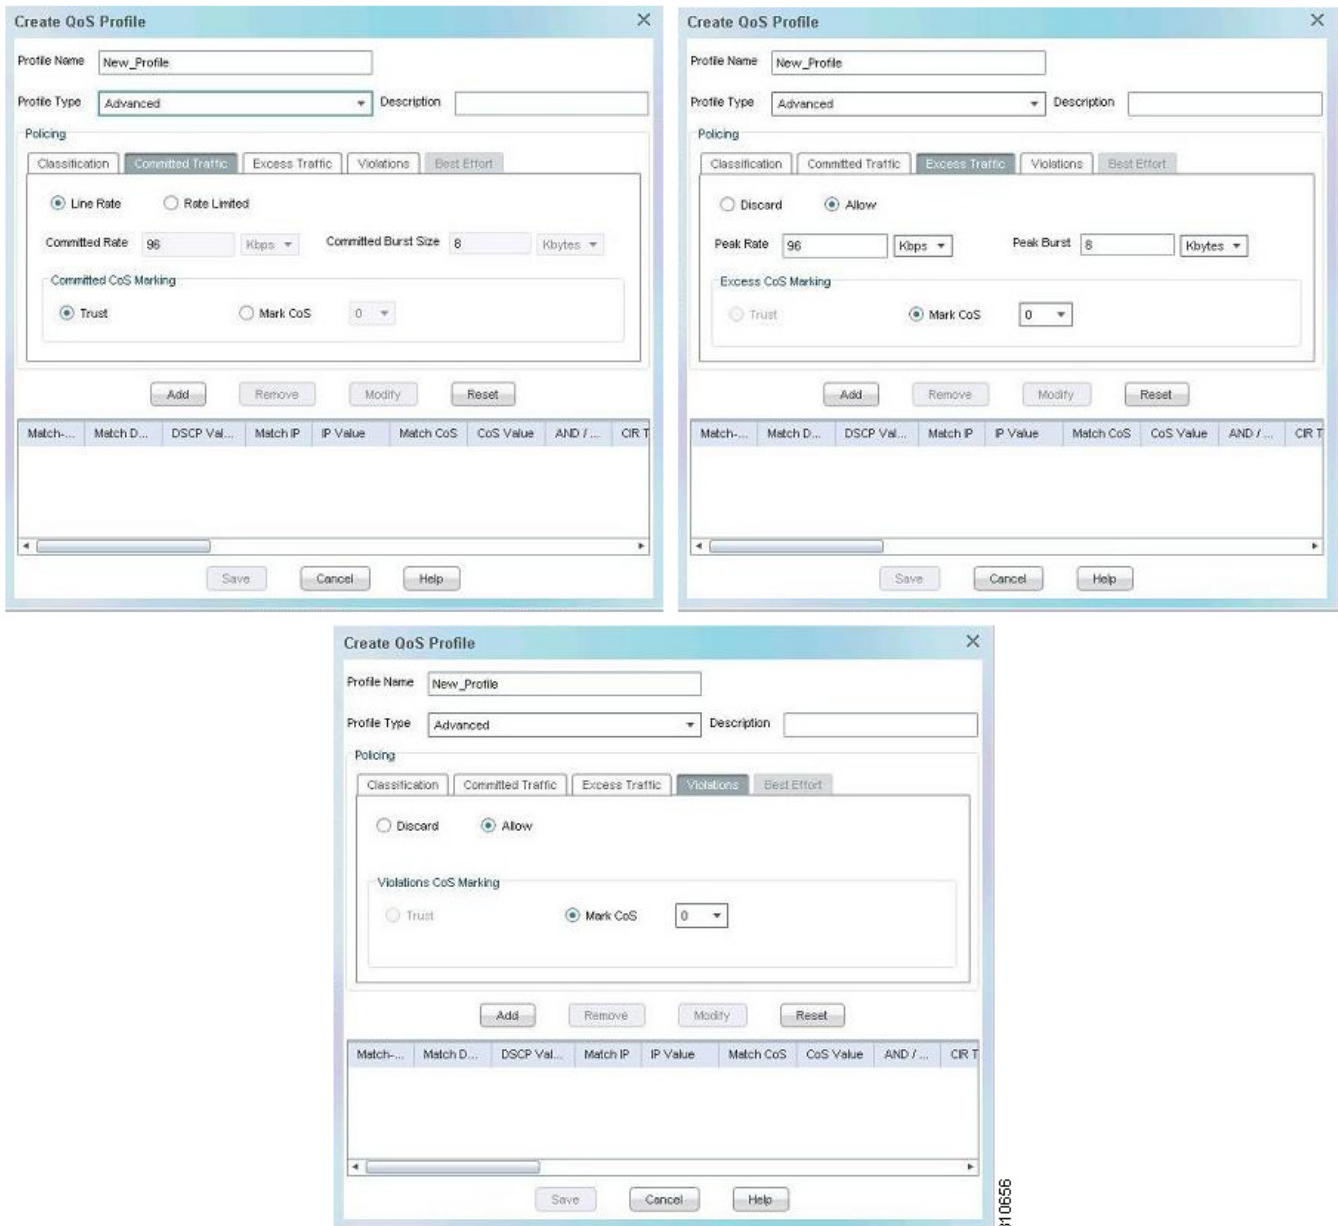 Create QoS Profile
Profile Name New_Profile
Profile Type Advanced Description
Policing
Classification Committed Traffic Excess Traffic Violations Best Effort
Line Rate Rate Limited
Committed Rate 96 Kbps Committed Burst Size 8 Kbytes
Committed CoS Marking
Trust Mark CoS 0
Add Remove Modify Reset
Match-... Match D... DSCP Val... Match IP IP Value Match CoS CoS Value AND / ... CIR T
Save Cancel Help
Create QoS Profile
Profile Name New_Profile
Profile Type Advanced Description
Policing
Classification Committed Traffic Excess Traffic Violations Best Effort
Discard Allow
Peak Rate 96 Kbps Peak Burst 8 Kbytes
Excess CoS Marking
Trust Mark CoS 0
Add Remove Modify Reset
Match-... Match D... DSCP Val... Match IP IP Value Match CoS CoS Value AND / ... CIR T
Save Cancel Help
Create QoS Profile
Profile Name New_Profile
Profile Type Advanced Description
Policing
Classification Committed Traffic Excess Traffic Violations Best Effort
Discard Allow
Violations CoS Marking
Trust Mark CoS 0
Add Remove Modify Reset
Match-... Match D... DSCP Val... Match IP IP Value Match CoS CoS Value AND / ... CIR T
Save Cancel Help